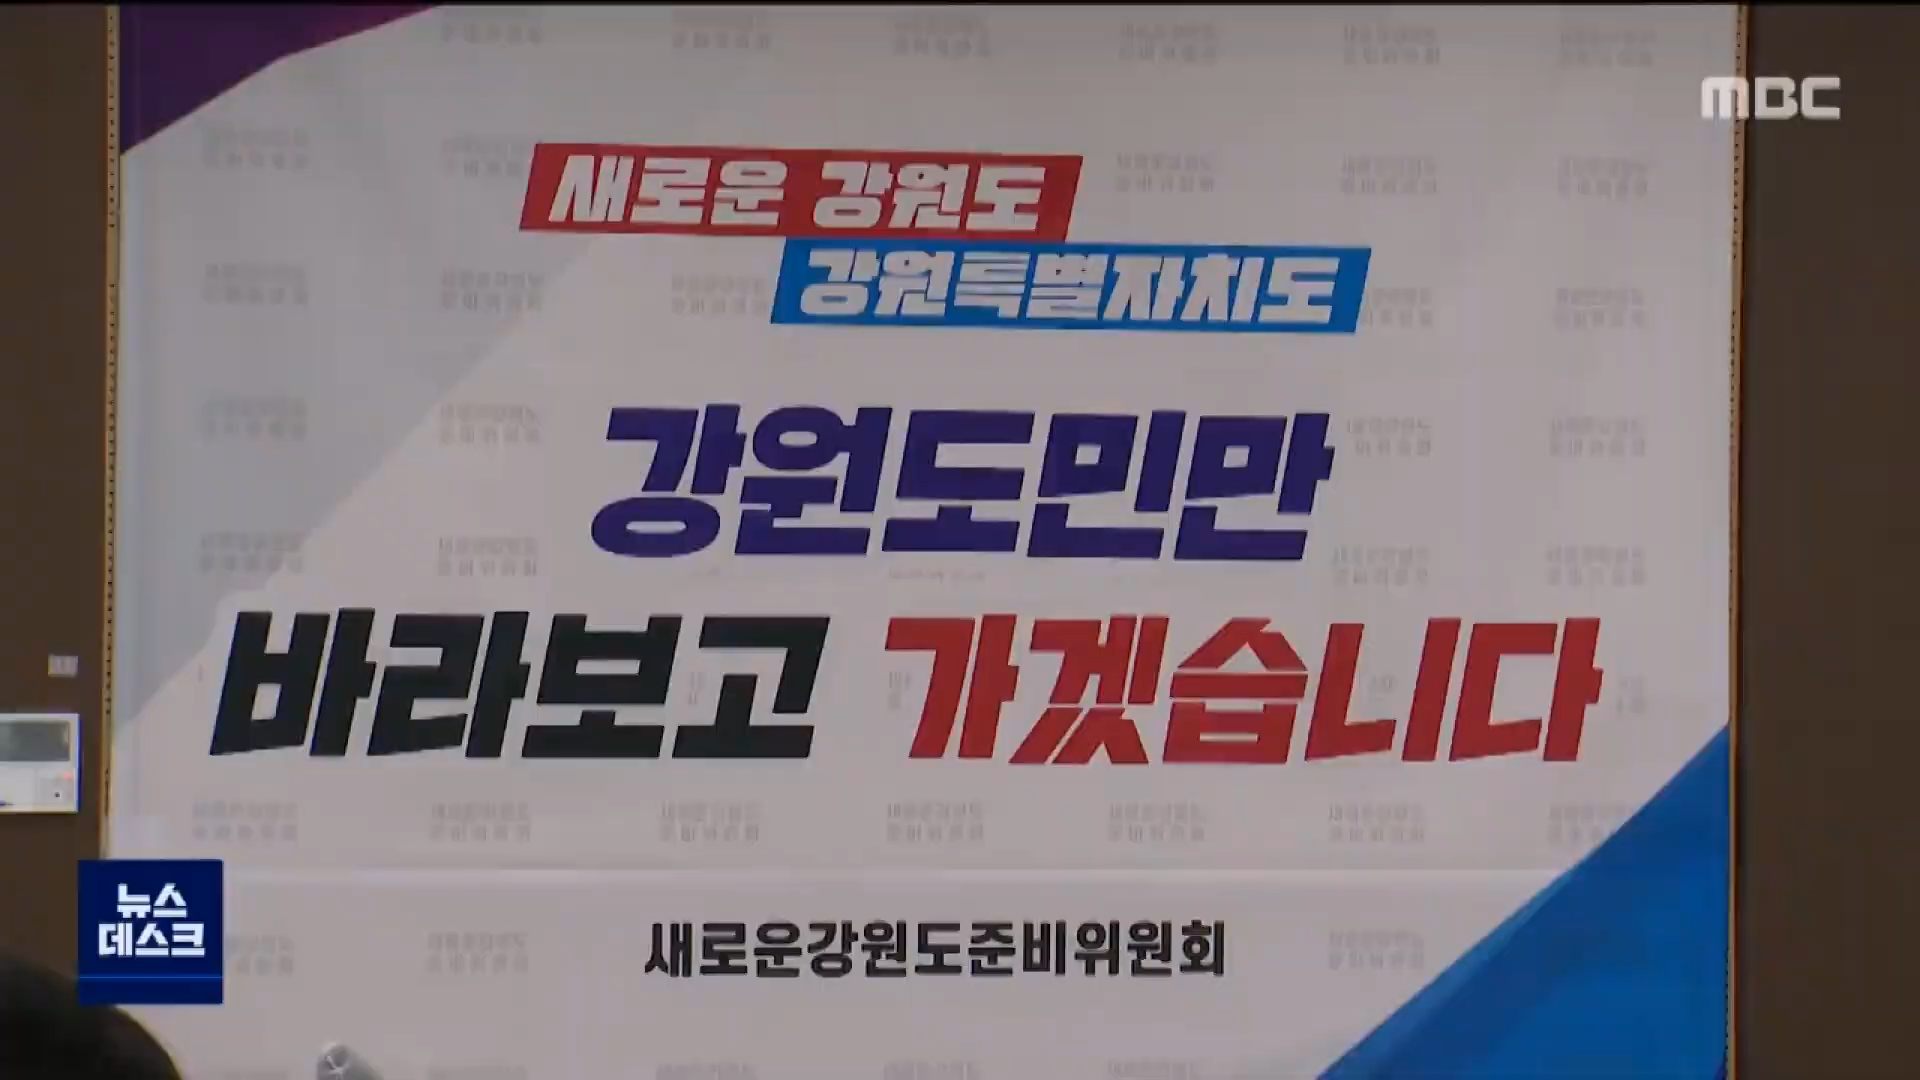 MBC
새로운 강원도
강원특별자치도
강원도민만
바라보고 가겠습니다
뉴스
데스크
새로운강원도준비위원회